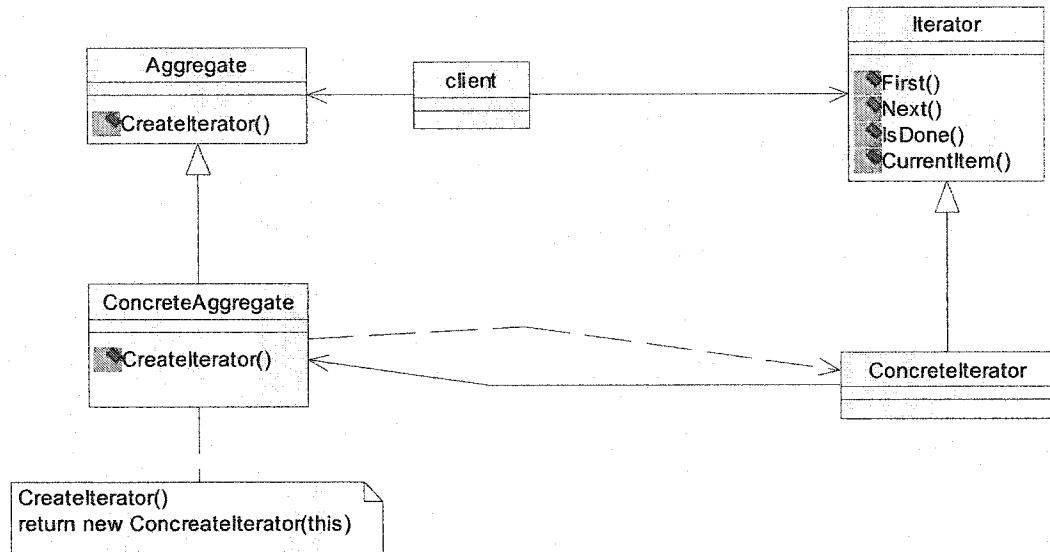 Aggregate
CreateIterator()
client
Iterator
First()
Next()
IsDone()
CurrentItem()
ConcreteAggregate
CreateIterator()
ConcreteIterator
CreateIterator()
return new ConcreateIterator(this)